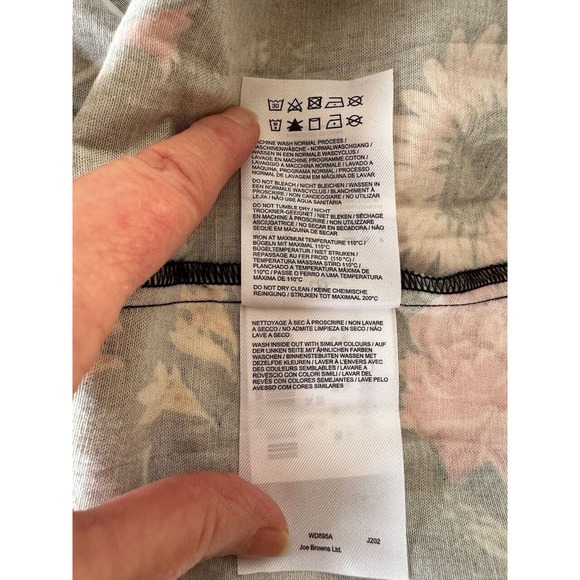 30
MACHINE WASH NORMAL PROCESS /
WASCHINENWÄSCHE - NORMALWASCHGANG /
WASSEN IN EEN NORMALE WASCYCLUS /
LAVAGE EN MACHINE PROGRAMME COTON /
LAVAGGIO A MACCHINA NORMALE / LAVADO A
MÁQUINA, PROGRAMA NORMAL / PROCESSO
NORMAL DE LAVAGEM EM MÁQUINA DE LAVAR
DO NOT BLEACH / NICHT BLEICHEN / WASSEN IN
EEN NORMALE WASCYCLUS / BLANCHIMENT À
PROSCRIRE / NON CANDEGGIARE / NO UTILIZAR
LEJIA / NÃO USE ÁGUA SANITÁRIA
DO NOT TUMBLE DRY / NICHT
TROCKNER-GEEIGNET / NIET BLEKEN / SÉCHAGE
EN MACHINE À PROSCRIRE / NON USARE
ASCIUGATRICE / NO SECAR EN SECADORA / NÃO
SEQUE EM MÁQUINA DE SECAR
IRON AT MAXIMUM TEMPERATURE 110°C /
BÜGELN MIT MAXIMAL 110°C /
WASMACHINEN / NIET STRIJKEN /
REPASSAGE AU FER FROID (110 °C) /
TEMPERATURA MASSIMA STIRO 110°C /
PLANCHADO A TEMPERATURA MÁXIMA DE
110°C / PASSE O FERRO A UMA TEMPERATURA
MÁXIMA DE 110°C
DO NOT DRY CLEAN / KEINE CHEIMISCHE
REINIGUNG / STRIJKEN TOT MAXIMAAL 200°C
NETTOYAGE À SEC À PROSCRIRE / NON LAVARE
A SECCO / NO ADMITE LIMPIEZA EN SECO / NÃO
LAVE A SECO
WASH INSIDE OUT WITH SIMILAR COLOURS / AUF
DER LINKEN SEITE MIT ÄHNLICHEN FARBEN
WASCHEN / BINNENSTEBUITEN WASSEN MET
DEZELFDE KLEUREN / LAVER À L'ENVERS AVEC
DES COULEURS SEMBLABLES / LAVARE A
ROVESCIO CON COLORI SIMILI / LAVAR DEL
REVÉS CON COLORES SIMILARES / LAVE PELO
AVESSO COM CORES SIMILARES
WD895A J202
Joe Browns Ltd.